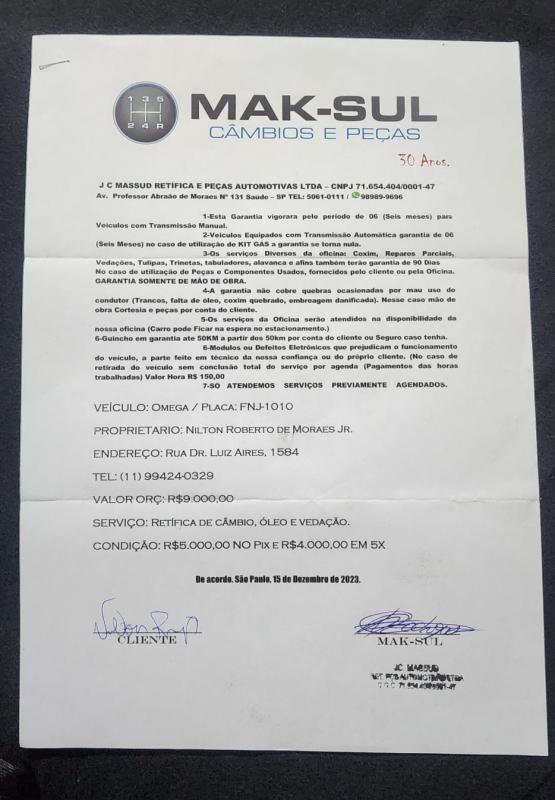 1 3 5
2 4 R
MAK-SUL
CÂMBIOS E PEÇAS
30 Anos.
J C MASSUD RETÍFICA E PEÇAS AUTOMOTIVAS LTDA – CNPJ 71.654.404/0001-47
Av. Professor Abraão de Moraes Nº 131 Saúde – SP TEL: 5061-0111 / 98989-9696
1-Esta Garantia vigorara pelo período de 06 (Seis meses) para
Veículos com Transmissão Manual.
2-Veículos Equipados com Transmissão Automática garantia de 06
(Seis Meses) no caso de utilização de KIT GAS a garantia se torna nula.
3-Os serviços Diversos da oficina: Coxim, Reparos Parciais,
Vedações, Tulipas, Trinetas, tabuladores, alavanca e afins também terão garantia de 90 Dias
No caso de utilização de Peças e Componentes Usados, fornecidos pelo cliente ou pela Oficina.
GARANTIA SOMENTE DE MÃO DE OBRA.
4-A garantia não cobre quebras ocasionadas por mau uso do
condutor (Trancos, falta de óleo, coxim quebrado, embreagem danificada). Nesse caso mão de
obra Cortesia e peças por conta do cliente.
5-Os serviços da Oficina serão atendidos na disponibilidade da
nossa oficina (Carro pode Ficar na espera no estacionamento.)
6-Guincho em garantia até 50KM a partir dos 50km por conta do cliente ou Seguro caso tenha.
6-Modulos ou Defeitos Eletrônicos que prejudicam o funcionamento
do veículo, a parte feito em técnico da nossa confiança ou do próprio cliente. (No caso de
retirada do veículo sem conclusão total do serviço por agenda (Pagamentos das horas
trabalhadas) Valor Hora R$ 150,00
7-SO ATENDEMOS SERVIÇOS PREVIAMENTE AGENDADOS.
VEÍCULO: OMEGA / PLACA: FNJ-1010
PROPRIETARIO: NILTON ROBERTO DE MORAES JR.
ENDEREÇO: RUA DR. LUIZ AIRES, 1584
TEL: (11) 99424-0329
VALOR ORÇ: R$9.000,00
SERVIÇO: RETÍFICA DE CÂMBIO, ÓLEO E VEDAÇÃO.
CONDIÇÃO: R$5.000,00 NO PIX E R$4.000,00 EM 5X
De acordo. São Paulo, 15 de Dezembro de 2023.
CLIENTE
MAK-SUL
JC MASSUD